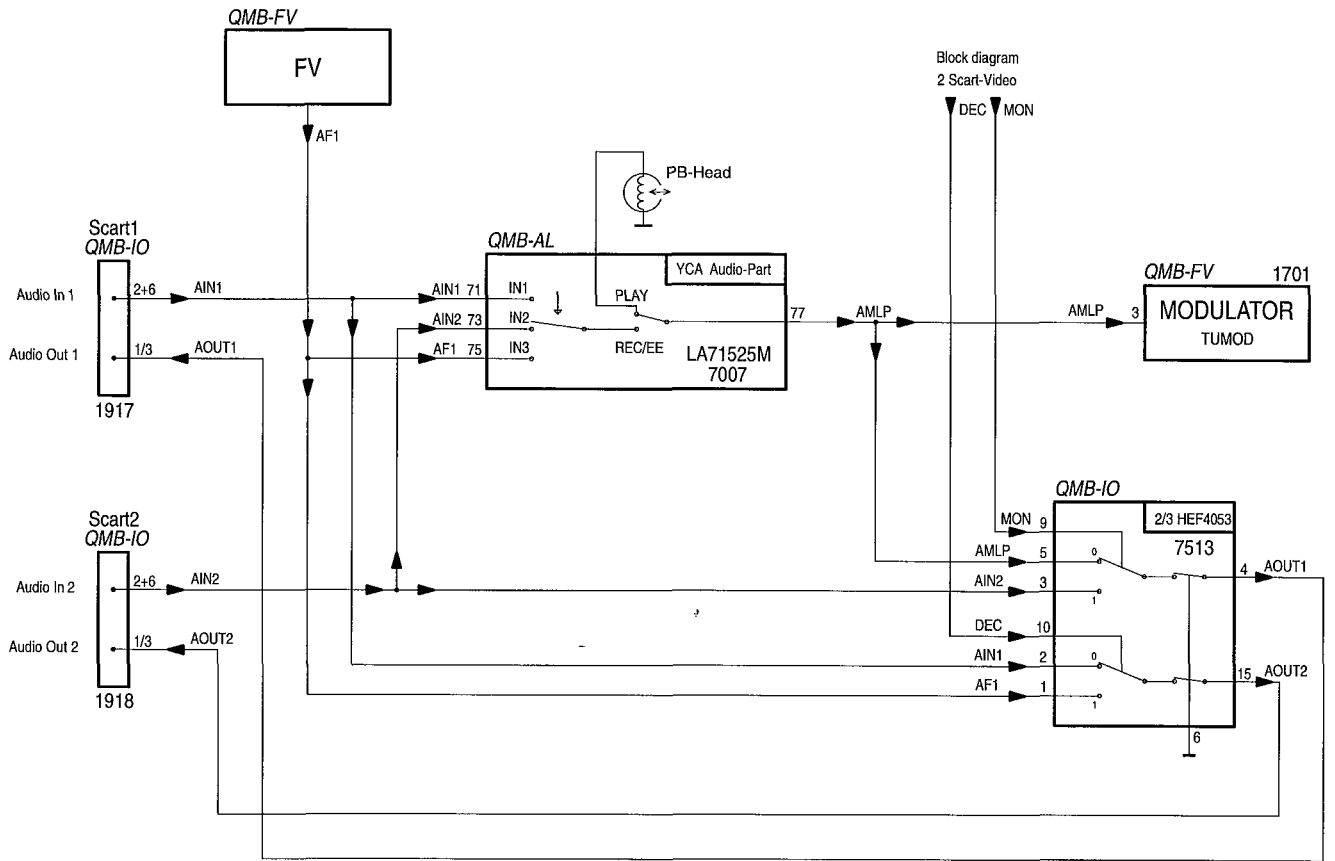 QMB-FV
FV
AF1
Block diagram
2 Scart-Video
DEC
MON
PB-Head
Scart1
QMB-IO
Audio In 1
2+6
AIN1
Audio Out 1
1/3
AOUT1
1917
QMB-AL
YCA Audio-Part
AIN1 71 IN1
AIN2 73 IN2
AF1 75 IN3
PLAY
REC/EE
LA71525M
7007
77
AMLP
QMB-FV 1701
AMLP 3
MODULATOR
TUMOD
Scart2
QMB-IO
Audio In 2
2+6
AIN2
Audio Out 2
1/3
AOUT2
1918
QMB-IO
2/3 HEF4053
7513
MON 9
AMLP 5 0
AIN2 3 1
4 AOUT1
DEC 10
AIN1 2 0
AF1 1 1
15 AOUT2
6